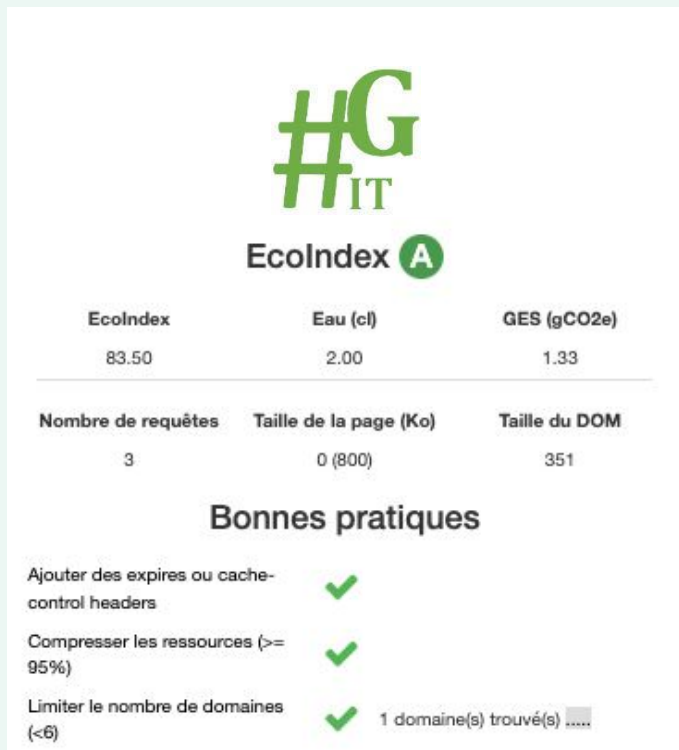 #G
IT
EcoIndex A
EcoIndex Eau (cl) GES (gCO2e)
83.50 2.00 1.33
Nombre de requêtes Taille de la page (Ko) Taille du DOM
3 0 (800) 351
Bonnes pratiques
Ajouter des expires ou cache-
control headers
Compresser les ressources (>=
95%)
Limiter le nombre de domaines
(<6)
1 domaine(s) trouvé(s) .....